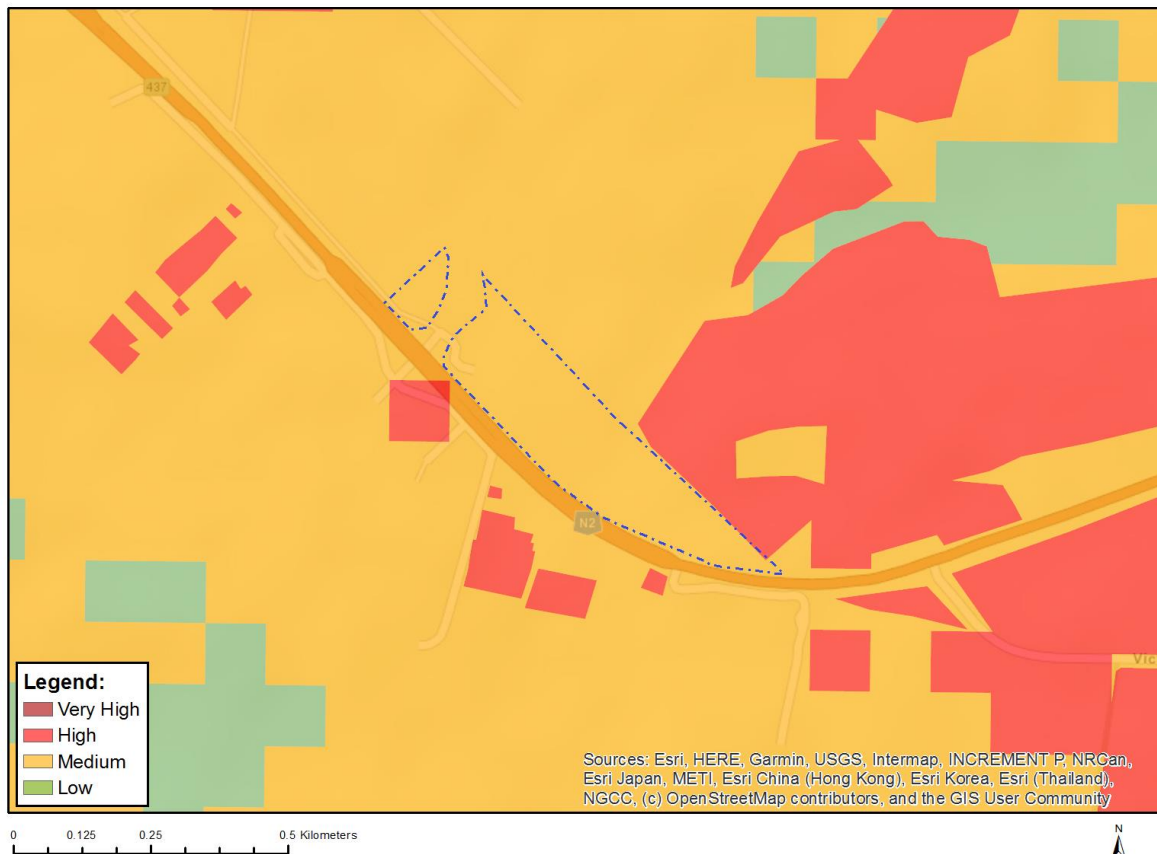 437
N2
Vic
Legend:
Very High
High
Medium
Low
Sources: Esri, HERE, Garmin, USGS, Intermap, INCREMENT P, NRCan,
Esri Japan, METI, Esri China (Hong Kong), Esri Korea, Esri (Thailand),
NGCC, (c) OpenStreetMap contributors, and the GIS User Community
0 0.125 0.25 0.5 Kilometers
N